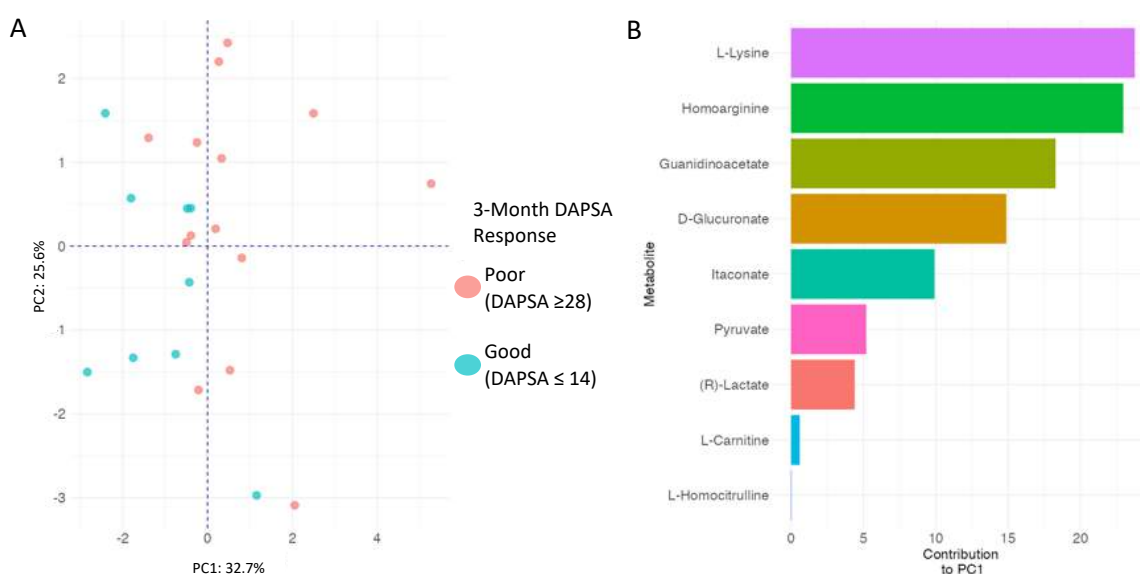 A
2
1
0
-1
-2
-3
PC2: 25.6%
-2
0
2
4
PC1: 32.7%
3-Month DAPSA
Response
Poor
(DAPSA ≥28)
Good
(DAPSA ≤ 14)
B
L-Lysine
Homoarginine
Guanidinoacetate
D-Glucuronate
Itaconate
Pyruvate
(R)-Lactate
L-Carnitine
L-Homocitrulline
Metabolite
0
5
10
15
20
Contribution
to PC1